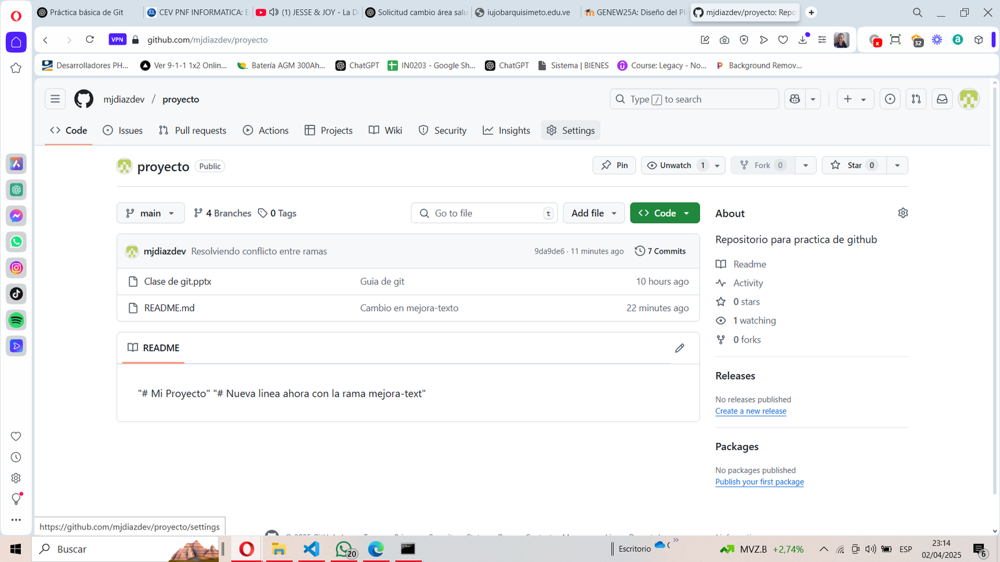 Práctica básica de Git
CEV PNF INFORMATICA: E
(1) JESSE & JOY - La D
Solicitud cambio área salu
iujobarquisimeto.edu.ve
GENEW25A: Diseño del Pl
mjdiazdev/proyecto: Repo
VPN
github.com/mjdiazdev/proyecto
x
32
a
Desarrolladores PH...
Ver 9-1-1 1x2 Onlin...
Batería AGM 300Ah...
ChatGPT
IN0203 - Google Sh...
ChatGPT
Sistema | BIENES
Course: Legacy - No...
Background Remov...
mjdiazdev / proyecto
Type / to search
Code
Issues
Pull requests
Actions
Projects
Wiki
Security
Insights
Settings
proyecto Public
Pin
Unwatch 1
Fork 0
Star 0
main
4 Branches
0 Tags
Go to file t
Add file
Code
About
mjdiazdev Resolviendo conflicto entre ramas
9da9de6 · 11 minutes ago
7 Commits
Repositorio para practica de github
Clase de git.pptx
Guia de git
10 hours ago
README.md
Cambio en mejora-texto
22 minutes ago
Readme
Activity
0 stars
1 watching
0 forks
README
"# Mi Proyecto" "# Nueva linea ahora con la rama mejora-text"
Releases
No releases published
Create a new release
Packages
No packages published
Publish your first package
https://github.com/mjdiazdev/proyecto/settings
Buscar
20
Escritorio
MVZ.B +2,74%
ESP
23:14
02/04/2025
6